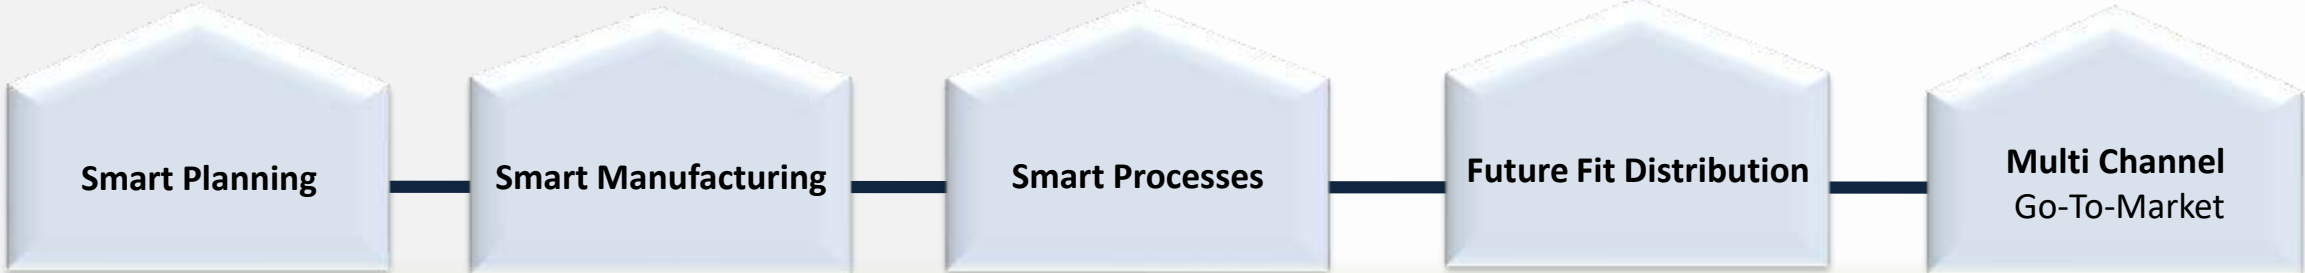 Smart Planning
Smart Manufacturing
Smart Processes
Future Fit Distribution
Multi Channel
Go-To-Market